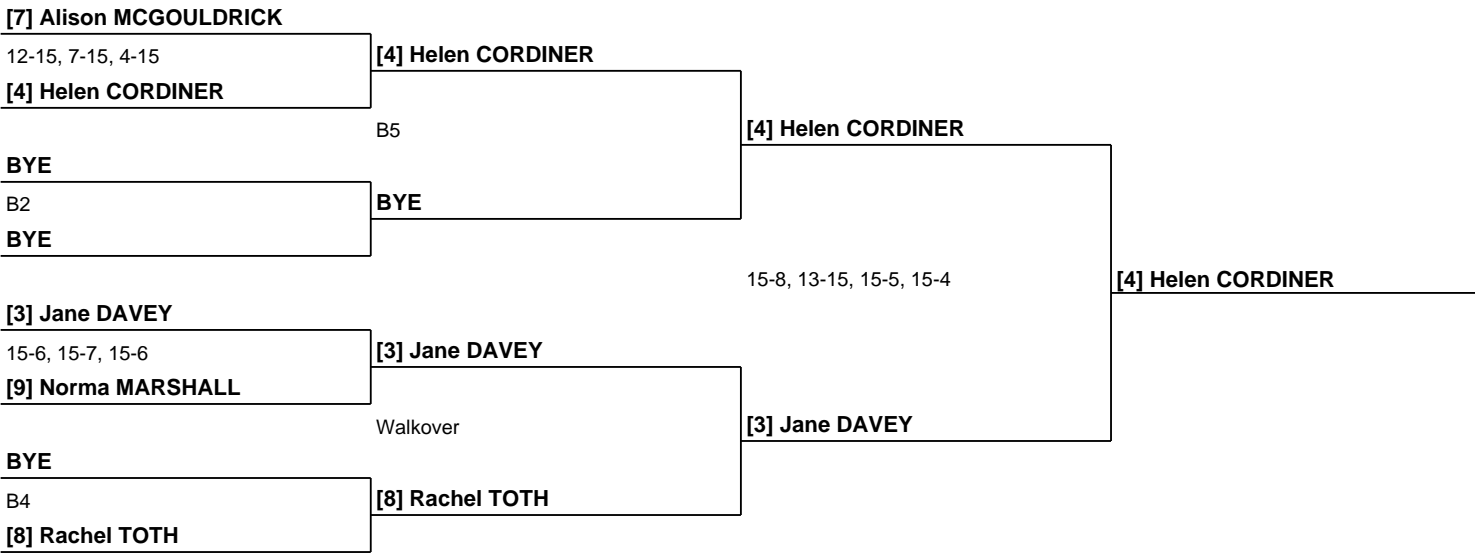 [7] Alison MCGOULDRICK
12-15, 7-15, 4-15
[4] Helen CORDINER
[4] Helen CORDINER
B5
[4] Helen CORDINER
BYE
B2
BYE
BYE
15-8, 13-15, 15-5, 15-4
[4] Helen CORDINER
[3] Jane DAVEY
15-6, 15-7, 15-6
[3] Jane DAVEY
[9] Norma MARSHALL
Walkover
[3] Jane DAVEY
BYE
B4
[8] Rachel TOTH
[8] Rachel TOTH